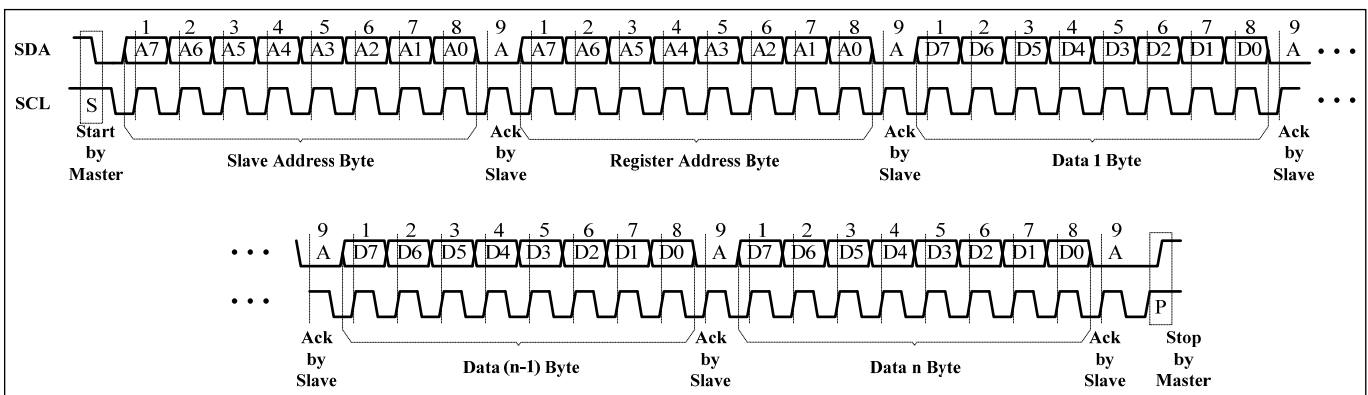 1 2 3 4 5 6 7 8 9 1 2 3 4 5 6 7 8 9 1 2 3 4 5 6 7 8 9
SDA A7 A6 A5 A4 A3 A2 A1 A0 A A7 A6 A5 A4 A3 A2 A1 A0 A D7 D6 D5 D4 D3 D2 D1 D0 A • • •
SCL S • • •
Start by Master
Slave Address Byte
Ack by Slave
Register Address Byte
Ack by Slave
Data 1 Byte
Ack by Slave
9 1 2 3 4 5 6 7 8 9 1 2 3 4 5 6 7 8 9
• • • A D7 D6 D5 D4 D3 D2 D1 D0 A D7 D6 D5 D4 D3 D2 D1 D0 A
• • • P
Ack by Slave
Data (n-1) Byte
Ack by Slave
Data n Byte
Ack by Slave
Stop by Master